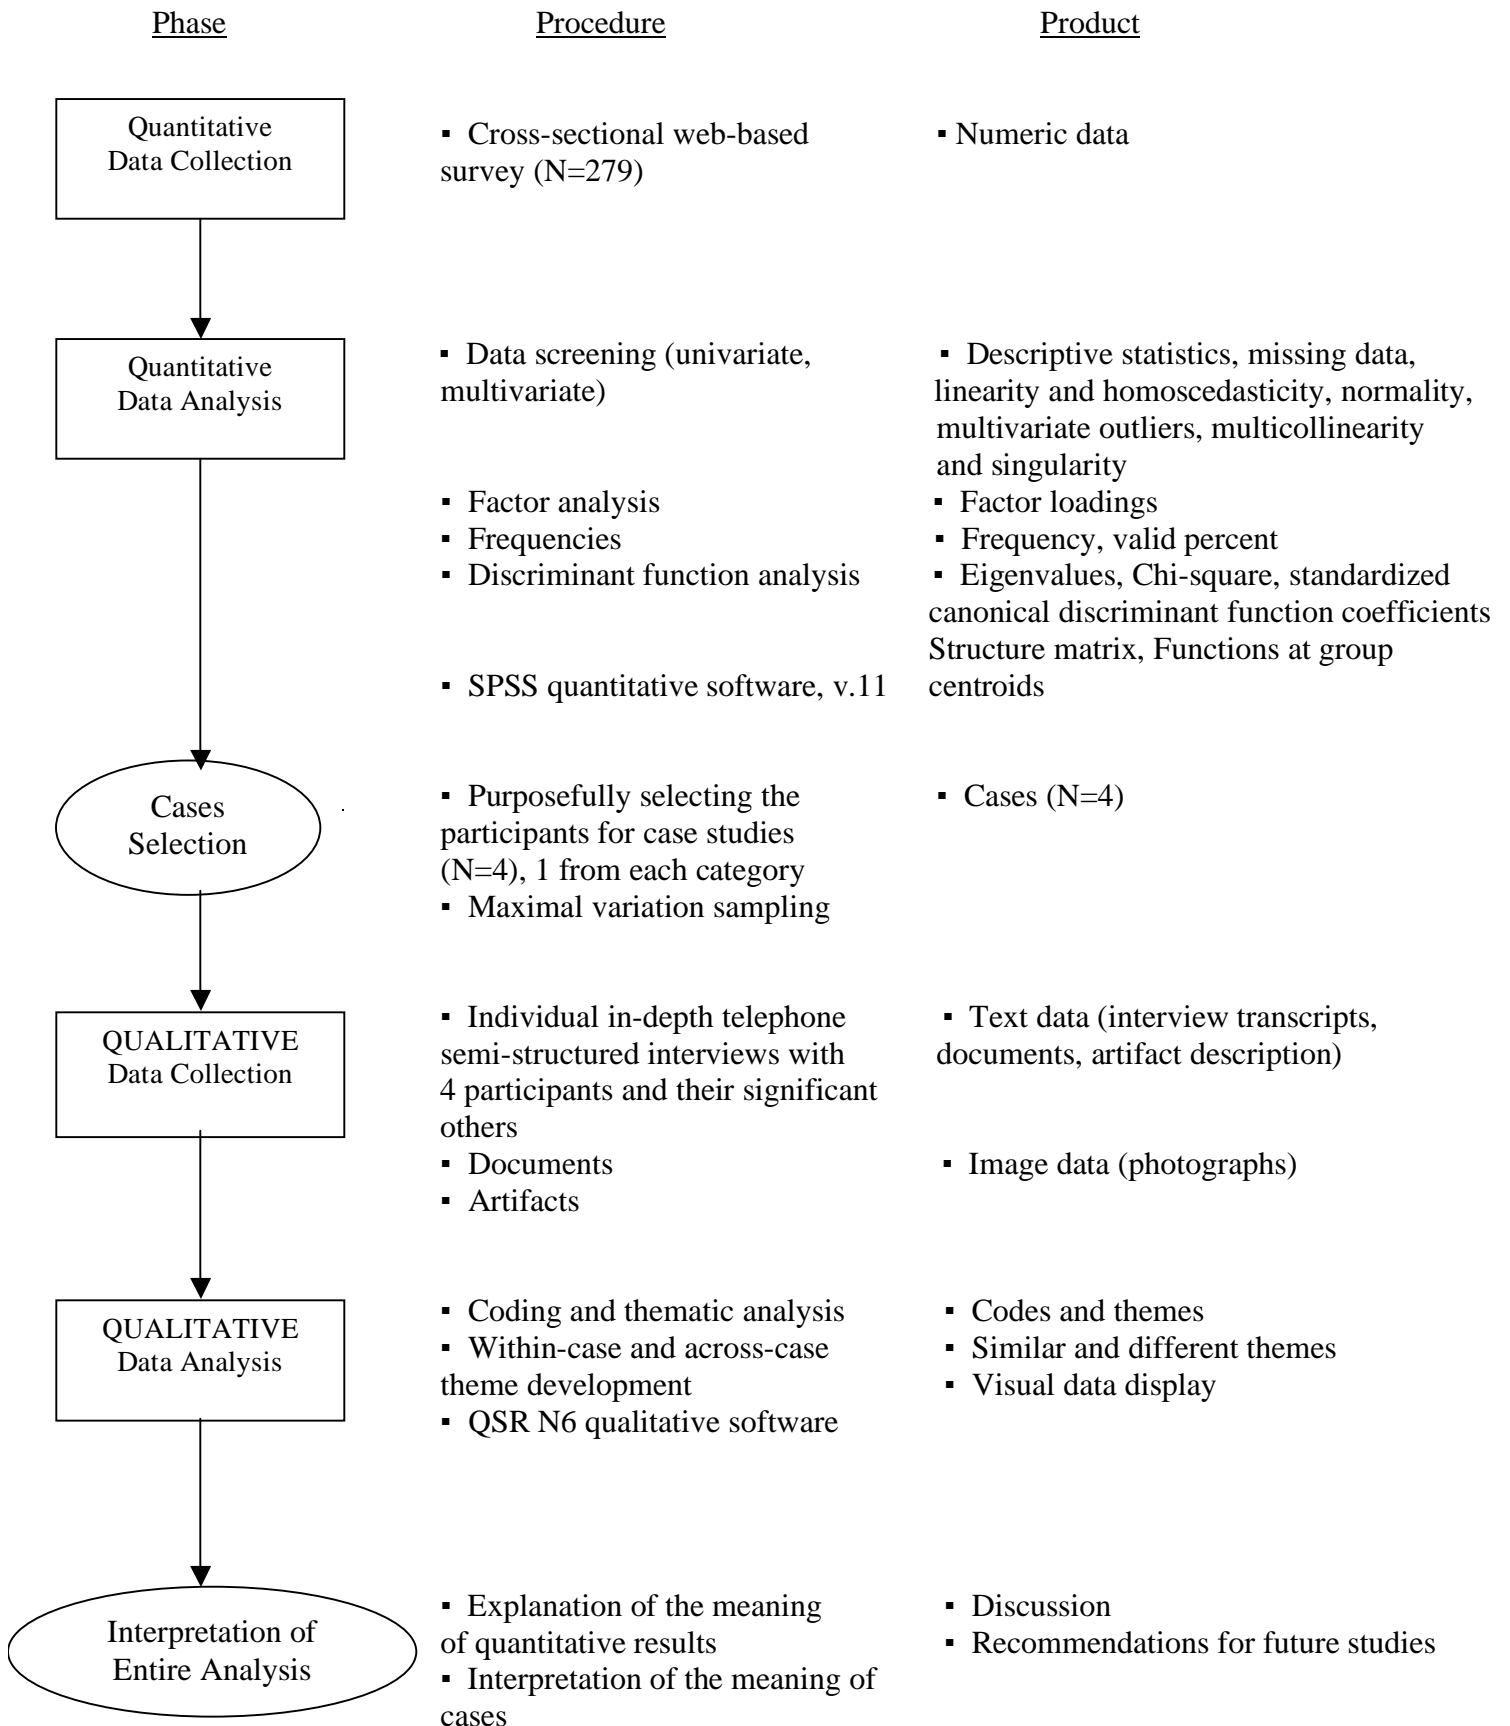 Phase
Procedure
Product
Quantitative
Data Collection
▪ Cross-sectional web-based
survey (N=279)
▪ Numeric data
Quantitative
Data Analysis
▪ Data screening (univariate,
multivariate)
▪ Factor analysis
▪ Frequencies
▪ Discriminant function analysis
▪ SPSS quantitative software, v.11
▪ Descriptive statistics, missing data,
linearity and homoscedasticity, normality,
multivariate outliers, multicollinearity
and singularity
▪ Factor loadings
▪ Frequency, valid percent
▪ Eigenvalues, Chi-square, standardized
canonical discriminant function coefficients
Structure matrix, Functions at group
centroids
Cases
Selection
▪ Purposefully selecting the
participants for case studies
(N=4), 1 from each category
▪ Maximal variation sampling
▪ Cases (N=4)
QUALITATIVE
Data Collection
▪ Individual in-depth telephone
semi-structured interviews with
4 participants and their significant
others
▪ Documents
▪ Artifacts
▪ Text data (interview transcripts,
documents, artifact description)
▪ Image data (photographs)
QUALITATIVE
Data Analysis
▪ Coding and thematic analysis
▪ Within-case and across-case
theme development
▪ QSR N6 qualitative software
▪ Codes and themes
▪ Similar and different themes
▪ Visual data display
Interpretation of
Entire Analysis
▪ Explanation of the meaning
of quantitative results
▪ Interpretation of the meaning of
cases
▪ Discussion
▪ Recommendations for future studies